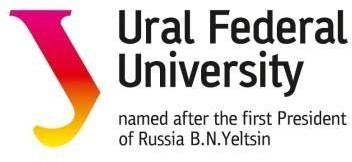 Ural Federal
University
named after the first President
of Russia B.N.Yeltsin